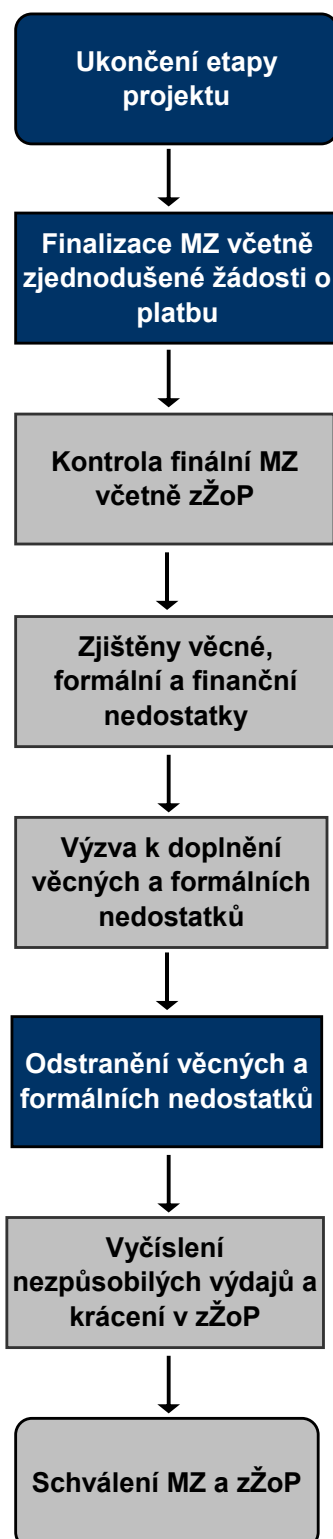 Ukončení etapy
projektu
Finalizace MZ včetně
zjednodušené žádosti o
platbu
Kontrola finální MZ
včetně zŽoP
Zjištěny věcné,
formální a finanční
nedostatky
Výzva k doplnění
věcných a formálních
nedostatků
Odstranění věcných a
formálních nedostatků
Vyčíslení
nezpůsobilých výdajů a
krácení v zŽoP
Schválení MZ a zŽoP